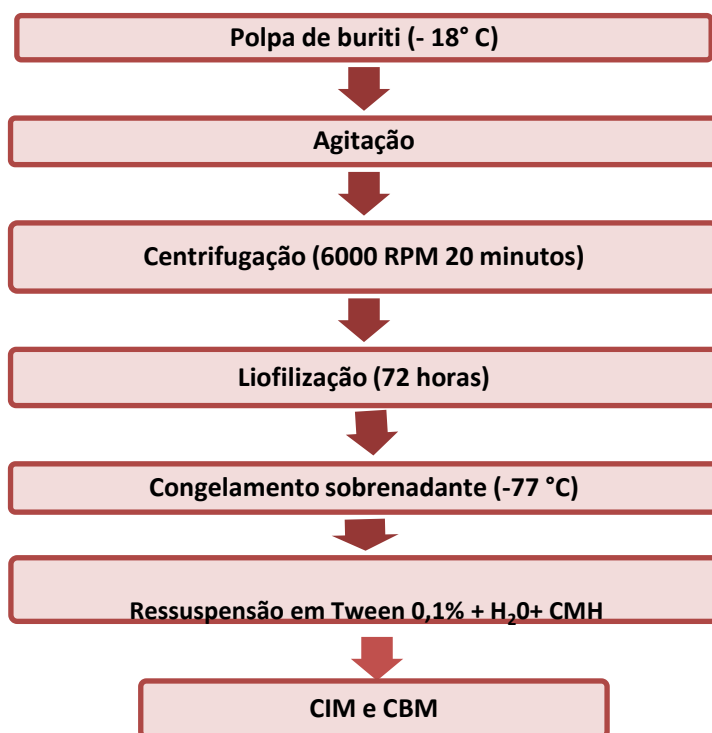 Polpa de buriti (- 18° C)
Agitação
Centrifugação (6000 RPM 20 minutos)
Liofilização (72 horas)
Congelamento sobrenadante (-77 °C)
Ressuspensão em Tween 0,1% + H₂0+ CMH
CIM e CBM